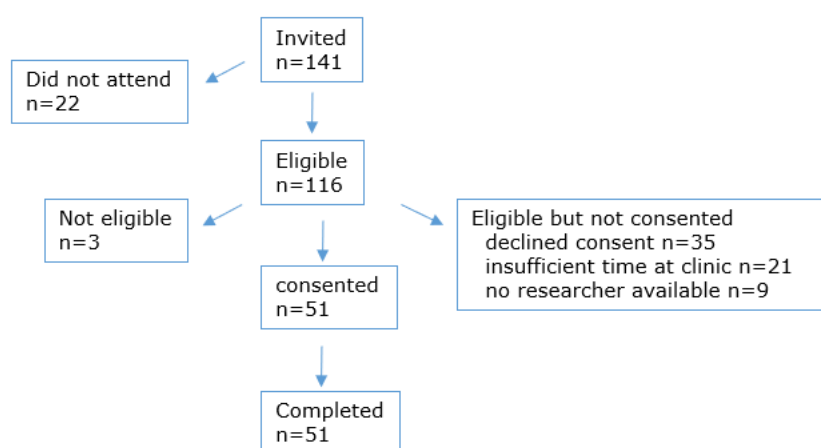 Invited
n=141
Did not attend
n=22
Eligible
n=116
Not eligible
n=3
Eligible but not consented
declined consent n=35
insufficient time at clinic n=21
no researcher available n=9
consented
n=51
Completed
n=51